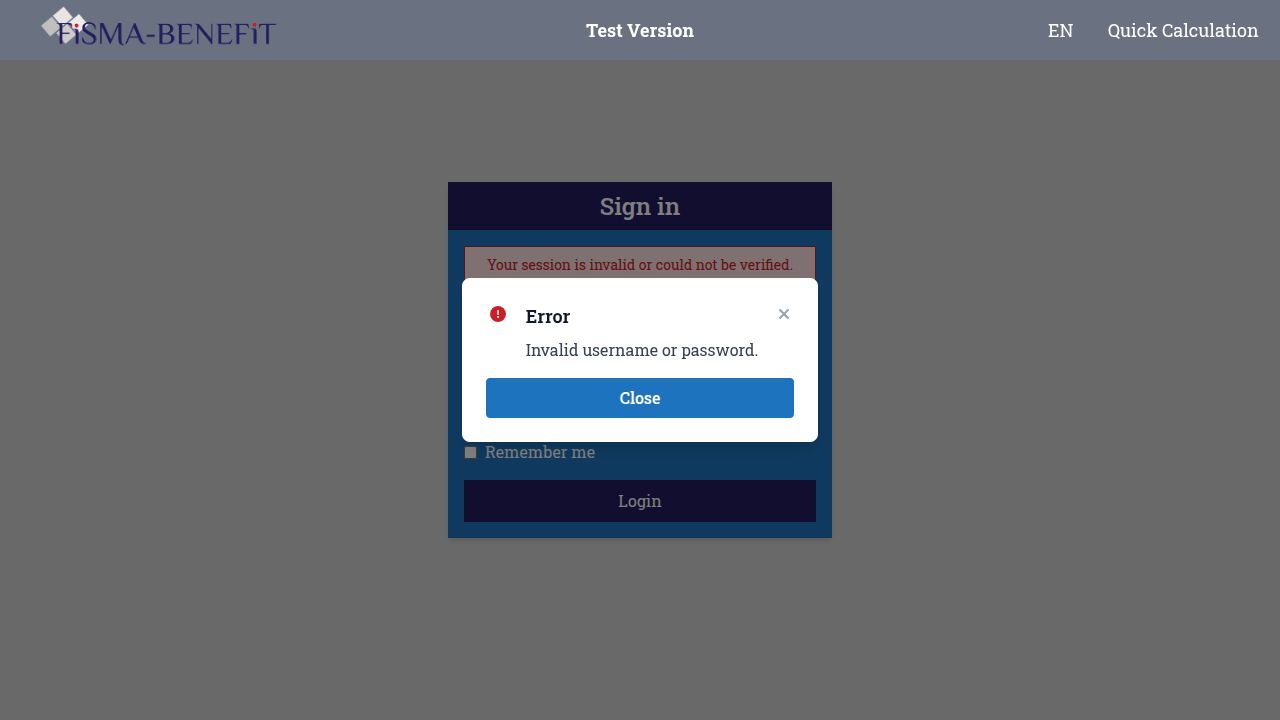 FiSMA-BENEFiT
Test Version
EN
Quick Calculation
Sign in
Your session is invalid or could not be verified.
Error
Invalid username or password.
Close
Remember me
Login